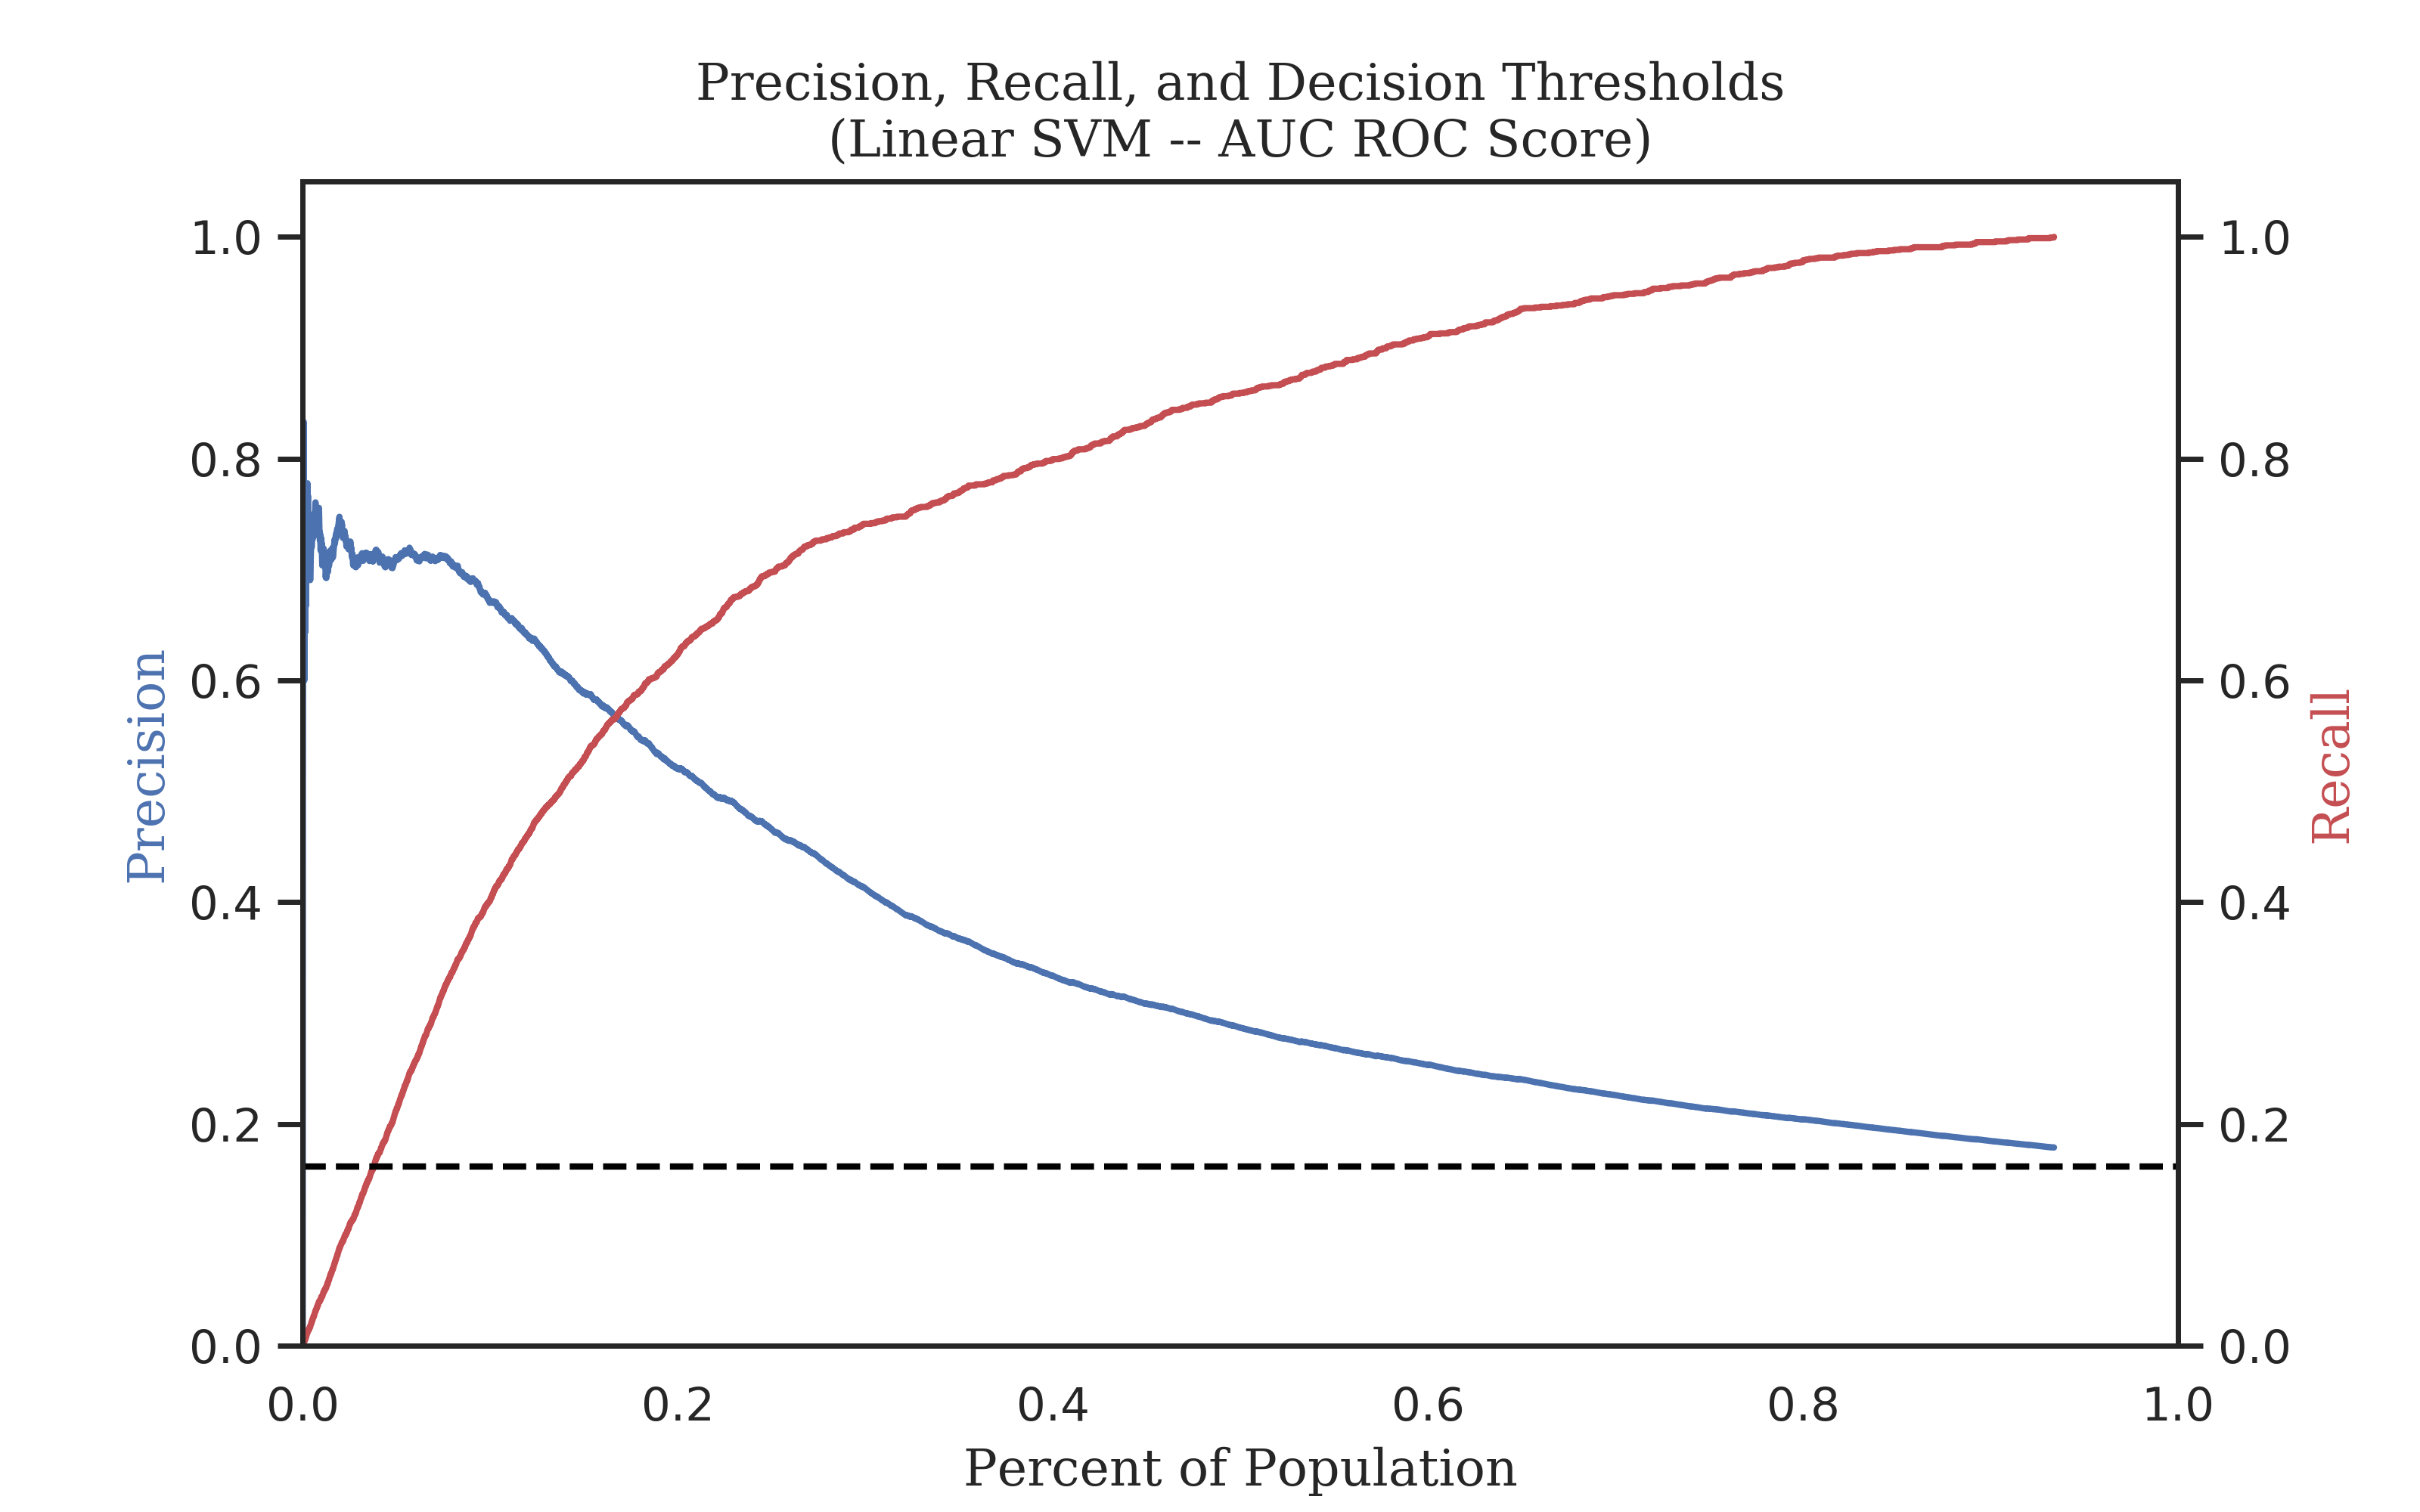 Precision, Recall, and Decision Thresholds
(Linear SVM -- AUC ROC Score)
1.0
0.8
0.6
0.4
0.2
0.0
Precision
1.0
0.8
0.6
0.4
0.2
0.0
Recall
0.0 0.2 0.4 0.6 0.8 1.0
Percent of Population